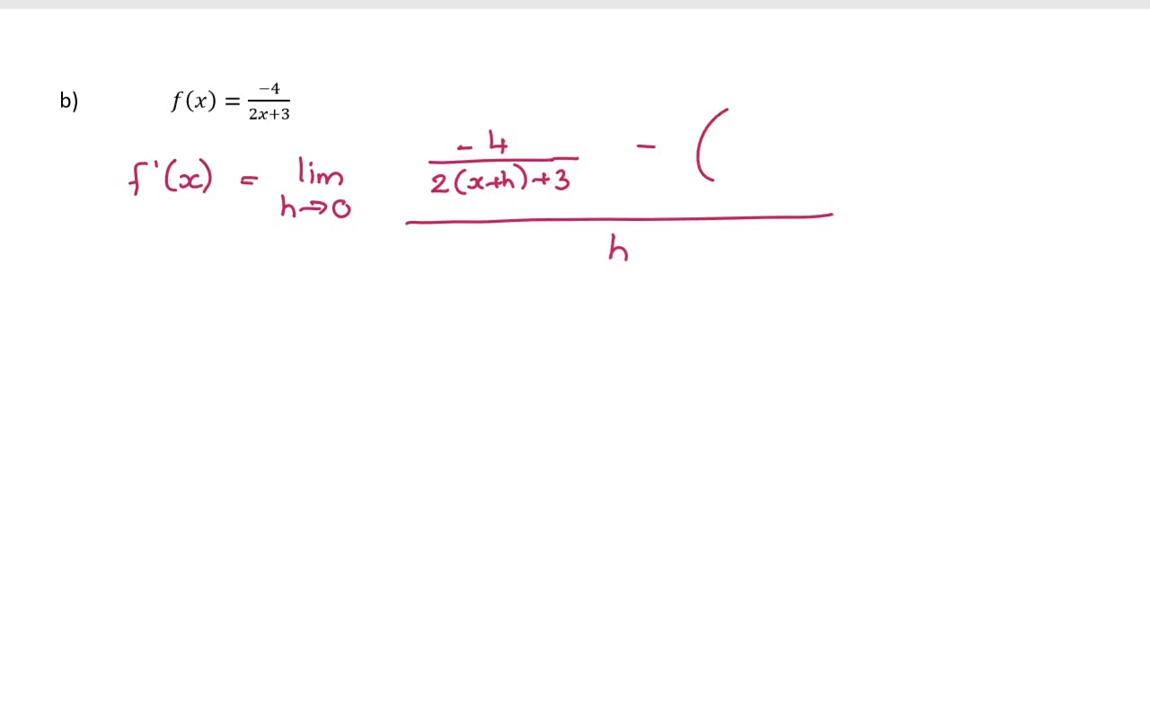 b) f(x) = -4/(2x+3)
f'(x) = lim h→0 (-4/(2(x+h)+3) - ( )/h